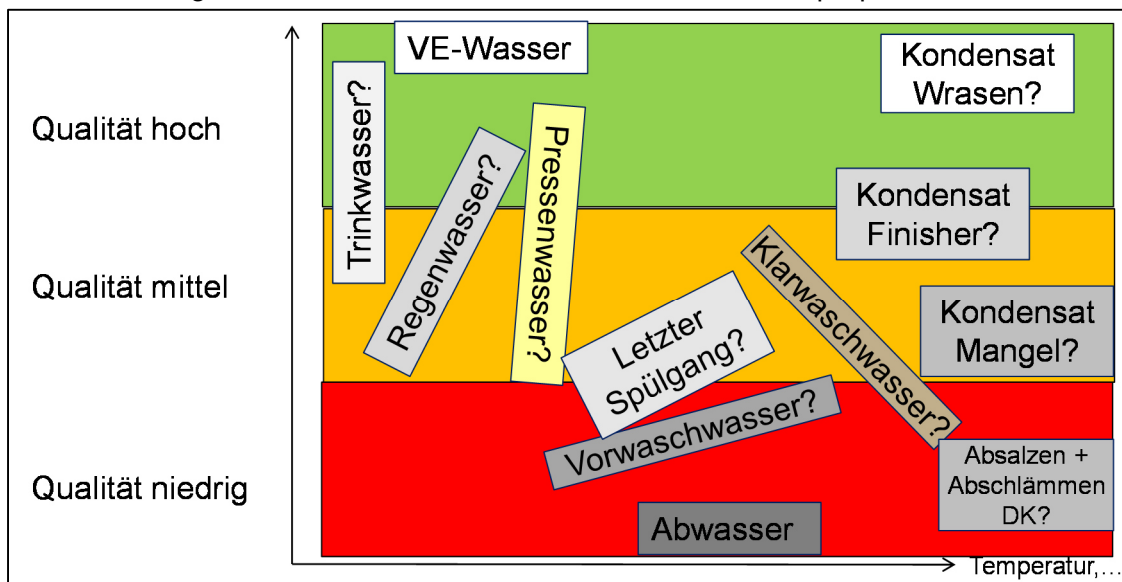 VE-Wasser
Kondensat
Wrasen?
Qualität hoch
Trinkwasser?
Regenwasser?
Pressenwasser?
Kondensat
Finisher?
Qualität mittel
Letzter
Spülgang?
Klarwaschwasser?
Kondensat
Mangel?
Qualität niedrig
Vorwaschwasser?
Absalzen +
Abschlämmen
DK?
Abwasser
Temperatur,...